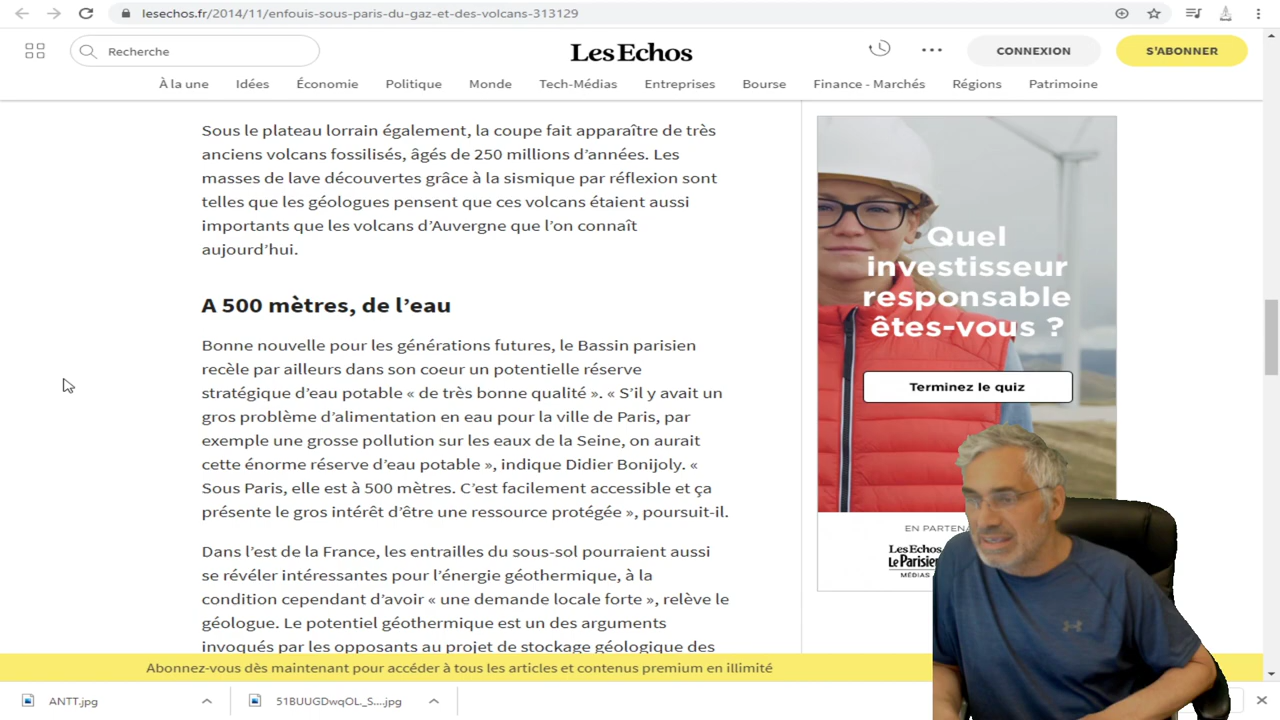 lesechos.fr/2014/11/enfouis-sous-paris-du-gaz-et-des-volcans-313129
Recherche
Les Echos
CONNEXION
S'ABONNER
À la une
Idées
Économie
Politique
Monde
Tech-Médias
Entreprises
Bourse
Finance - Marchés
Régions
Patrimoine
Sous le plateau lorrain également, la coupe fait apparaître de très
anciens volcans fossilisés, âgés de 250 millions d’années. Les
masses de lave découvertes grâce à la sismique par réflexion sont
telles que les géologues pensent que ces volcans étaient aussi
importants que les volcans d’Auvergne que l’on connaît
aujourd’hui.
A 500 mètres, de l’eau
Bonne nouvelle pour les générations futures, le Bassin parisien
recèle par ailleurs dans son coeur un potentielle réserve
stratégique d’eau potable « de très bonne qualité ». « S’il y avait un
gros problème d’alimentation en eau pour la ville de Paris, par
exemple une grosse pollution sur les eaux de la Seine, on aurait
cette énorme réserve d’eau potable », indique Didier Bonijoly. «
Sous Paris, elle est à 500 mètres. C’est facilement accessible et ça
présente le gros intérêt d’être une ressource protégée », poursuit-il.
Dans l’est de la France, les entrailles du sous-sol pourraient aussi
se révéler intéressantes pour l’énergie géothermique, à la
condition cependant d’avoir « une demande locale forte », relève le
géologue. Le potentiel géothermique est un des arguments
invoqués par les opposants au projet de stockage géologique des
Quel
investisseur
responsable
êtes-vous ?
Terminez le quiz
EN PARTENA
Les Echos
Le Parisien
MÉDIAS
Abonnez-vous dès maintenant pour accéder à tous les articles et contenus premium en illimité
ANTT.jpg
51BUUGDwqOL._S....jpg